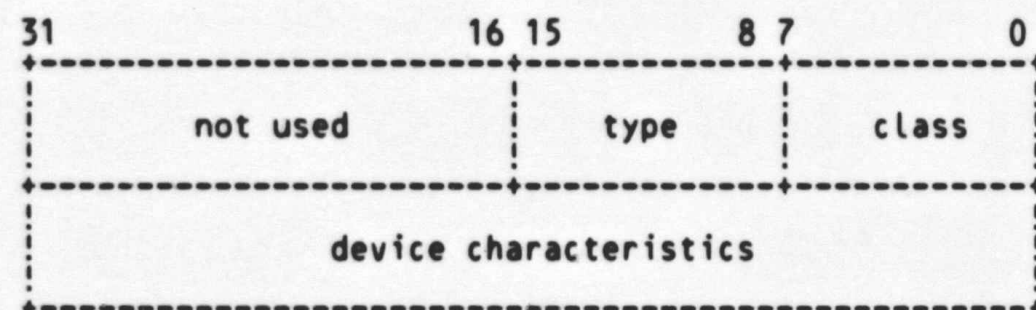 31 16 15 8 7 0
not used type class
device characteristics